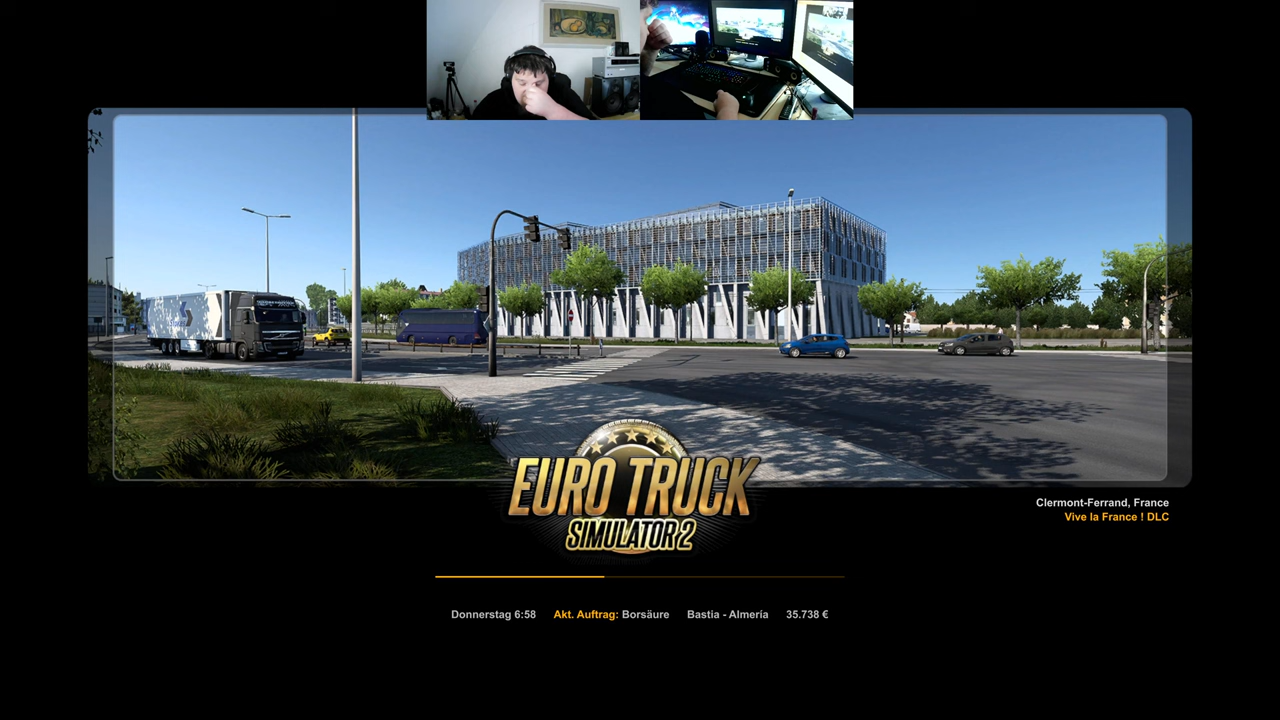 EURO TRUCK
SIMULATOR 2
Clermont-Ferrand, France
Vive la France ! DLC
Donnerstag 6:58 Akt. Auftrag: Borsäure Bastia - Almería 35.738 €